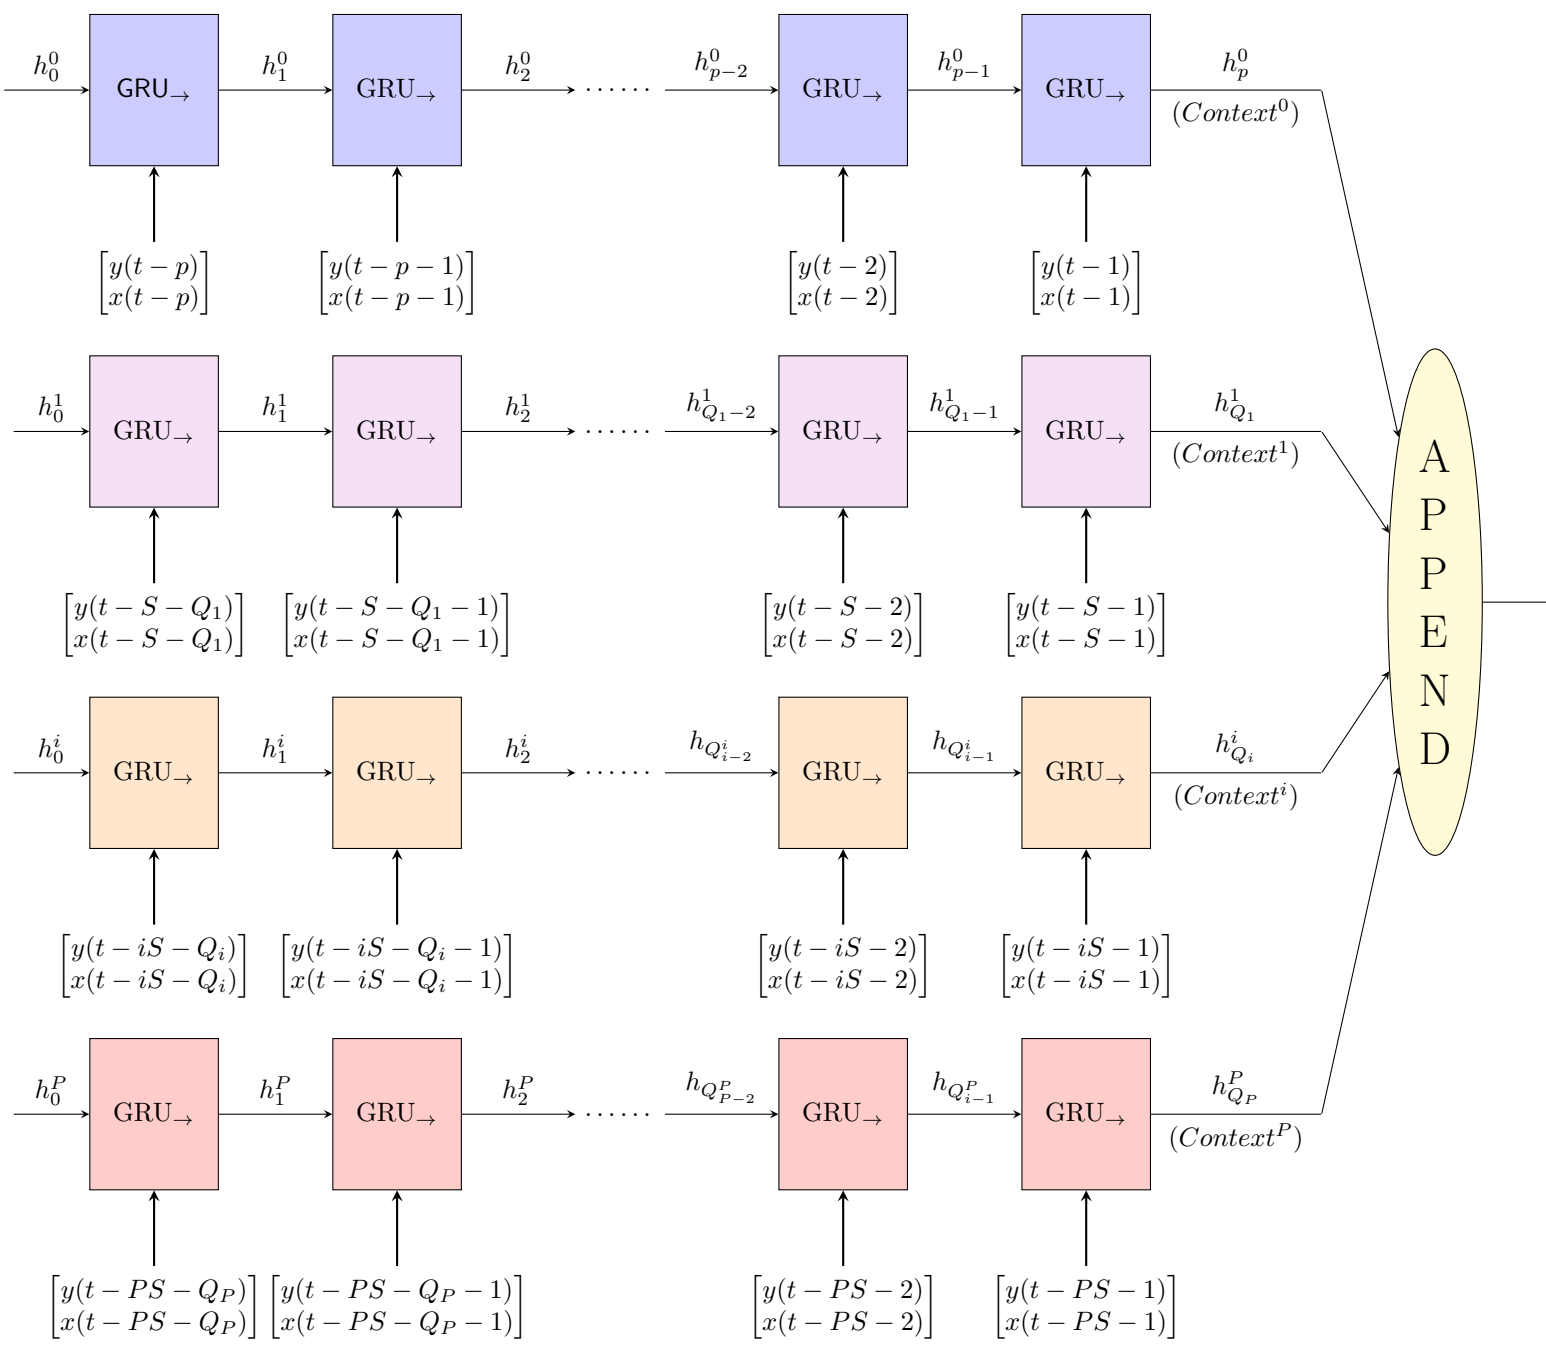 h_0^0 h_1^0 h_2^0 h_{p-2}^0 h_{p-1}^0 h_p^0
GRU→ GRU→ ...... GRU→ GRU→
(Context^0)
[y(t − p)] [y(t − p − 1)] [y(t − 2)] [y(t − 1)]
[x(t − p)] [x(t − p − 1)] [x(t − 2)] [x(t − 1)]
h_0^1 h_1^1 h_2^1 h_{Q_1-2}^1 h_{Q_1-1}^1 h_{Q_1}^1
GRU→ GRU→ ...... GRU→ GRU→
(Context^1)
[y(t − S − Q_1)] [y(t − S − Q_1 − 1)] [y(t − S − 2)] [y(t − S − 1)]
[x(t − S − Q_1)] [x(t − S − Q_1 − 1)] [x(t − S − 2)] [x(t − S − 1)]
h_0^i h_1^i h_2^i h_{Q_{i-2}^i} h_{Q_{i-1}^i} h_{Q_i}^i
GRU→ GRU→ ...... GRU→ GRU→
(Context^i)
[y(t − iS − Q_i)] [y(t − iS − Q_i − 1)] [y(t − iS − 2)] [y(t − iS − 1)]
[x(t − iS − Q_i)] [x(t − iS − Q_i − 1)] [x(t − iS − 2)] [x(t − iS − 1)]
h_0^P h_1^P h_2^P h_{Q_{P-2}^P} h_{Q_{i-1}^P} h_{Q_P}^P
GRU→ GRU→ ...... GRU→ GRU→
(Context^P)
[y(t − PS − Q_P)] [y(t − PS − Q_P − 1)] [y(t − PS − 2)] [y(t − PS − 1)]
[x(t − PS − Q_P)] [x(t − PS − Q_P − 1)] [x(t − PS − 2)] [x(t − PS − 1)]
A
P
P
E
N
D